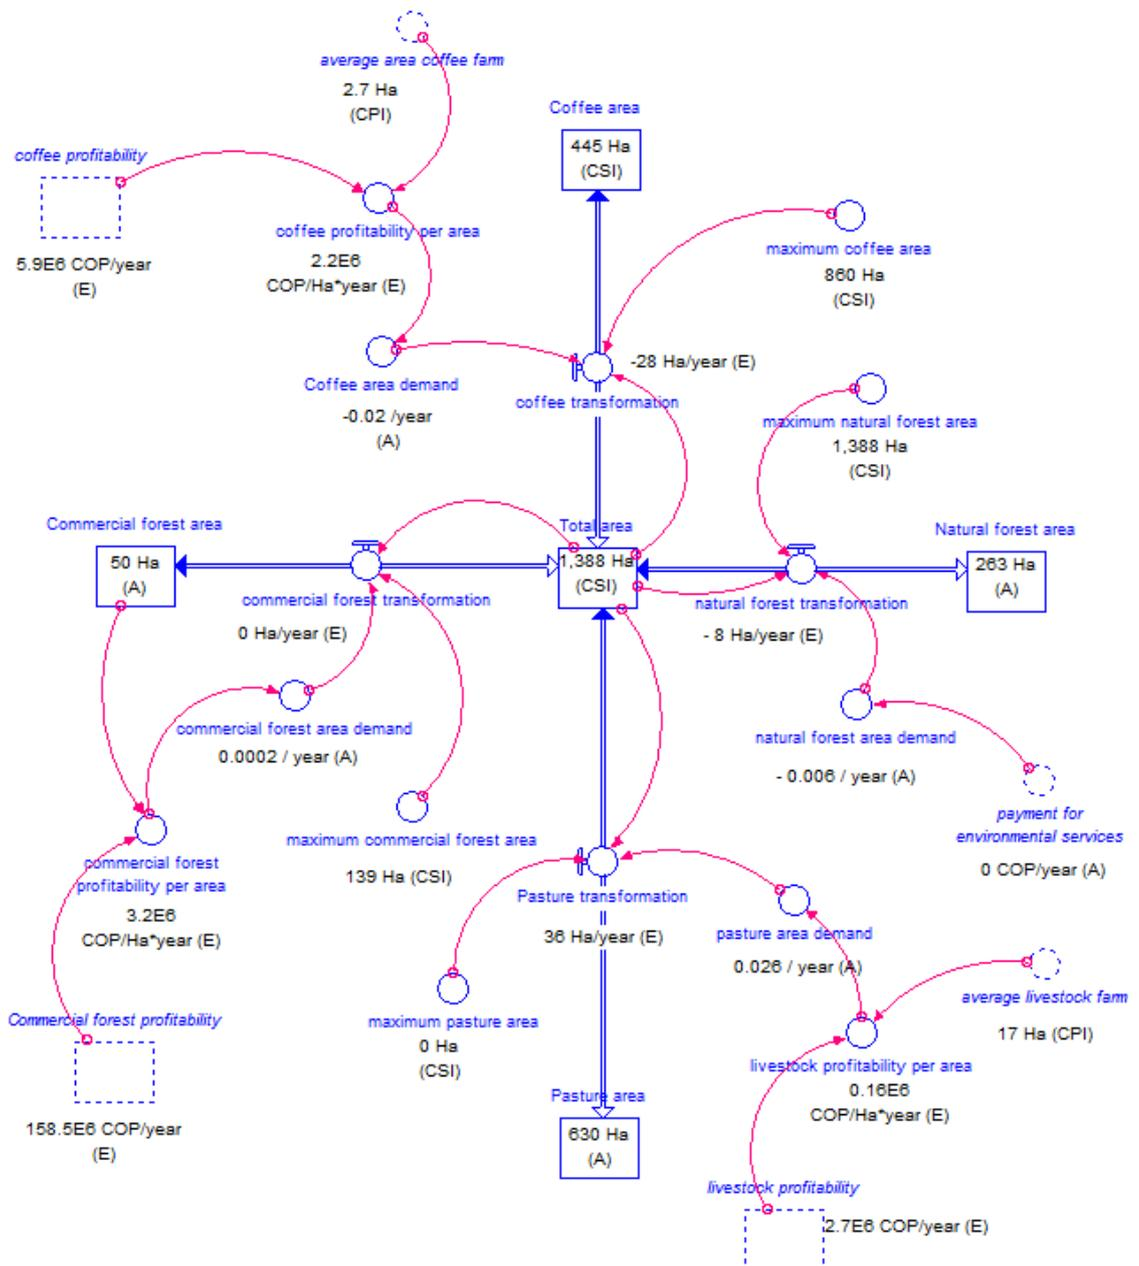 average area coffee farm
2.7 Ha
(CPI)
Coffee area
445 Ha
(CSI)
coffee profitability
5.9E6 COP/year
(E)
coffee profitability per area
2.2E6
COP/Ha*year (E)
maximum coffee area
860 Ha
(CSI)
Coffee area demand
-0.02 /year
(A)
-28 Ha/year (E)
coffee transformation
maximum natural forest area
1,388 Ha
(CSI)
Commercial forest area
50 Ha
(A)
Total area
1,388 Ha
(CSI)
Natural forest area
263 Ha
(A)
commercial forest transformation
0 Ha/year (E)
natural forest transformation
- 8 Ha/year (E)
commercial forest area demand
0.0002 / year (A)
natural forest area demand
- 0.006 / year (A)
payment for
environmental services
0 COP/year (A)
maximum commercial forest area
139 Ha (CSI)
commercial forest
profitability per area
3.2E6
COP/Ha*year (E)
Pasture transformation
36 Ha/year (E)
pasture area demand
0.026 / year (A)
average livestock farm
17 Ha (CPI)
Commercial forest profitability
158.5E6 COP/year
(E)
maximum pasture area
0 Ha
(CSI)
livestock profitability per area
0.16E6
COP/Ha*year (E)
Pasture area
630 Ha
(A)
livestock profitability
2.7E6 COP/year (E)